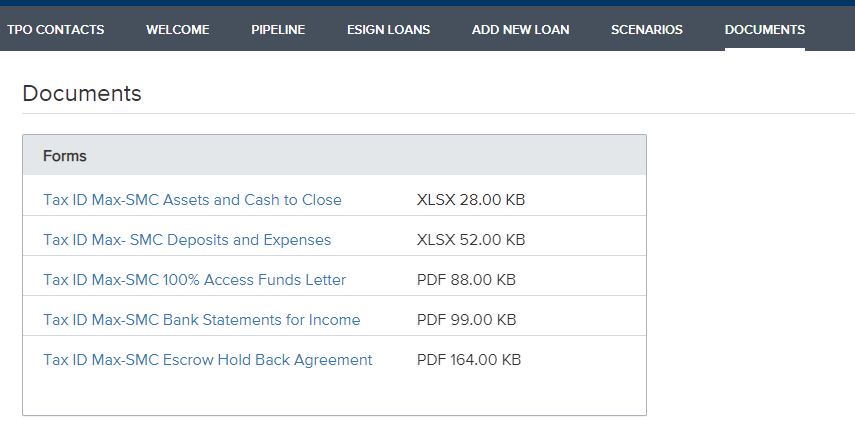 TPO CONTACTS WELCOME PIPELINE ESIGN LOANS ADD NEW LOAN SCENARIOS DOCUMENTS
Documents
Forms
Tax ID Max-SMC Assets and Cash to Close XLSX 28.00 KB
Tax ID Max- SMC Deposits and Expenses XLSX 52.00 KB
Tax ID Max-SMC 100% Access Funds Letter PDF 88.00 KB
Tax ID Max-SMC Bank Statements for Income PDF 99.00 KB
Tax ID Max-SMC Escrow Hold Back Agreement PDF 164.00 KB